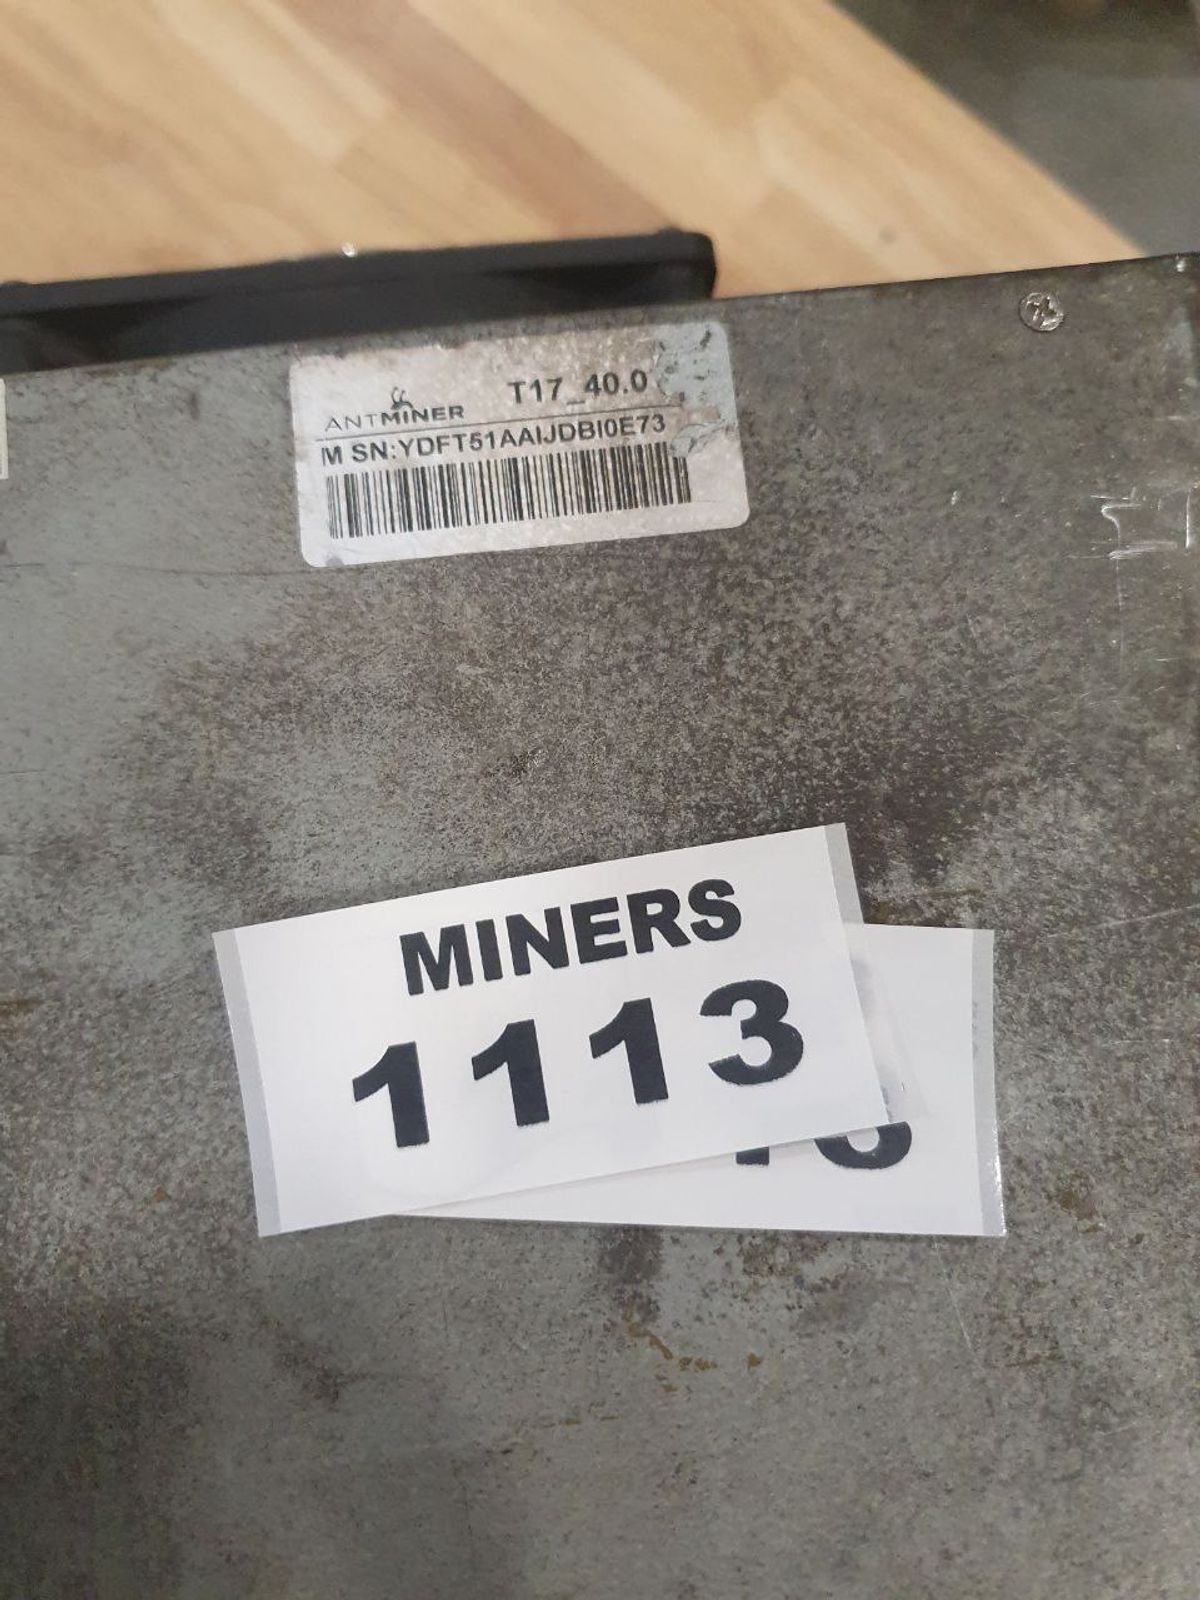 T17_40.0
ANTMINER
M SN:YDFT51AAIJDBI0E73
MINERS
1113